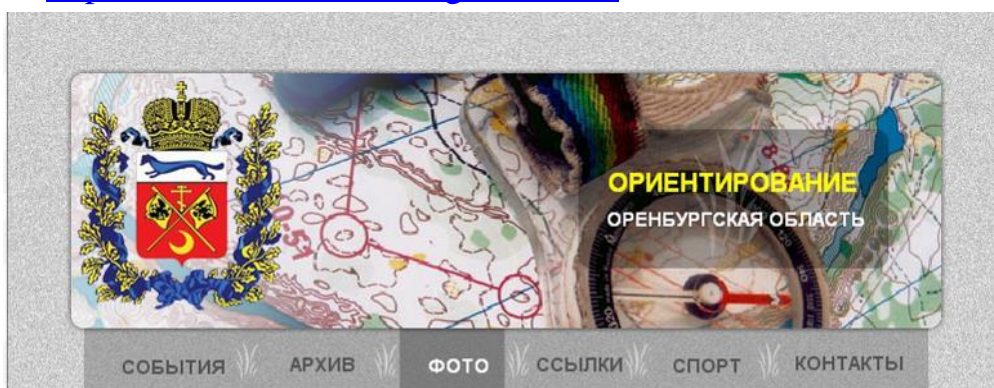 ОРИЕНТИРОВАНИЕ
ОРЕНБУРГСКАЯ ОБЛАСТЬ
СОБЫТИЯ АРХИВ ФОТО ССЫЛКИ СПОРТ КОНТАКТЫ